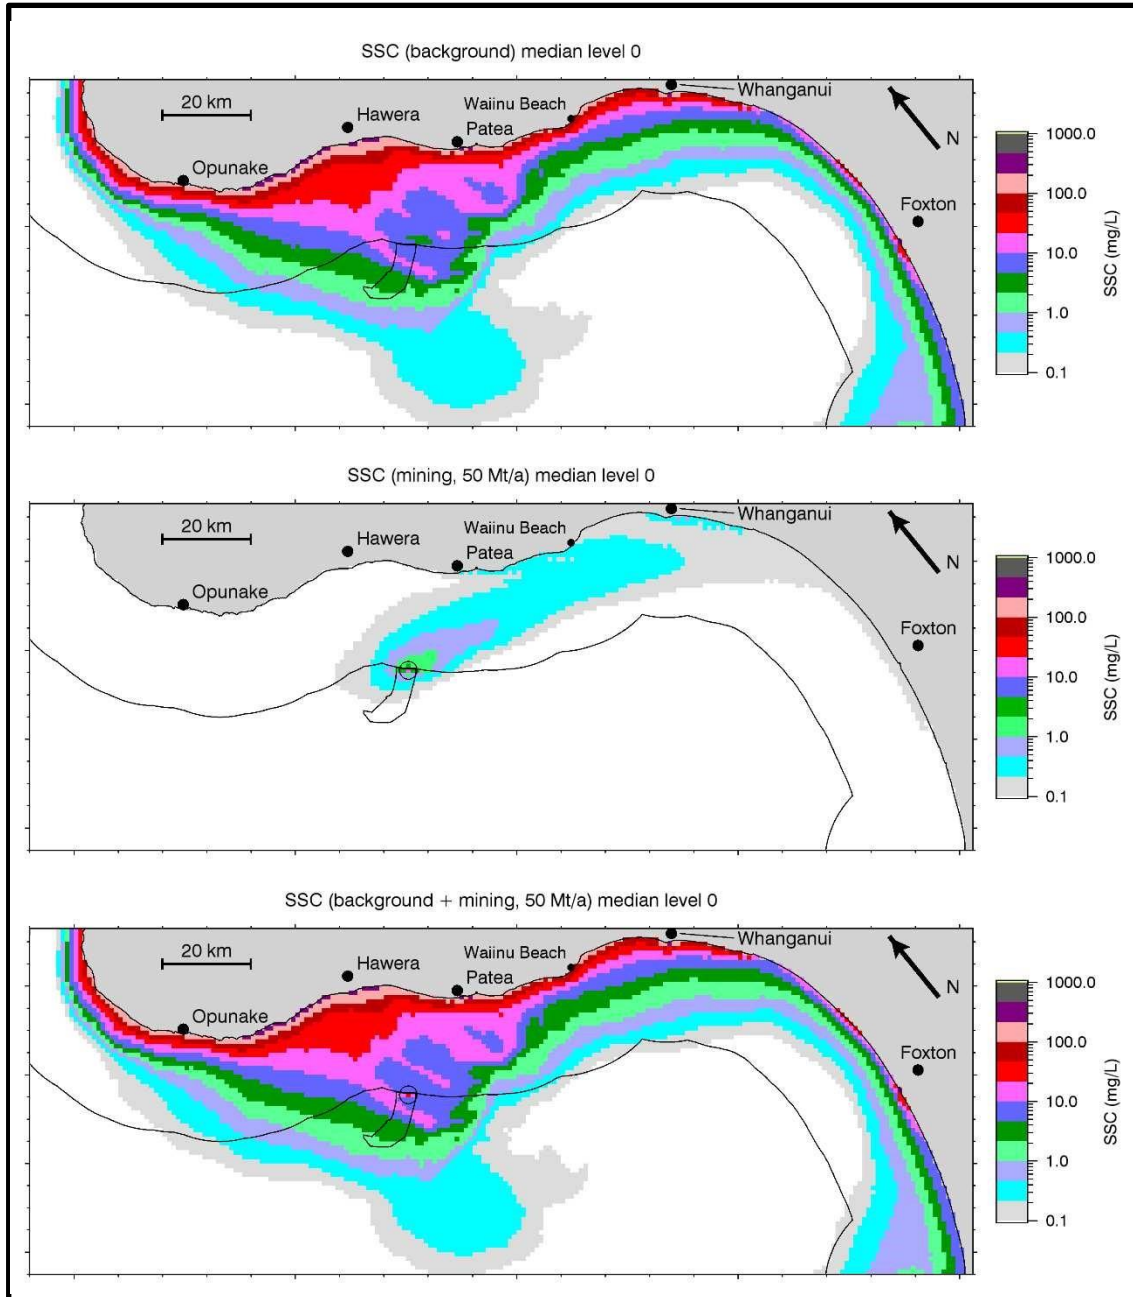 SSC (background) median level 0
20 km
Whanganui
Hawera
Waiinu Beach
Patea
Opunake
N
Foxton
1000.0
100.0
10.0
1.0
0.1
SSC (mg/L)
SSC (mining, 50 Mt/a) median level 0
20 km
Whanganui
Hawera
Waiinu Beach
Patea
Opunake
N
Foxton
1000.0
100.0
10.0
1.0
0.1
SSC (mg/L)
SSC (background + mining, 50 Mt/a) median level 0
20 km
Whanganui
Hawera
Waiinu Beach
Patea
Opunake
N
Foxton
1000.0
100.0
10.0
1.0
0.1
SSC (mg/L)